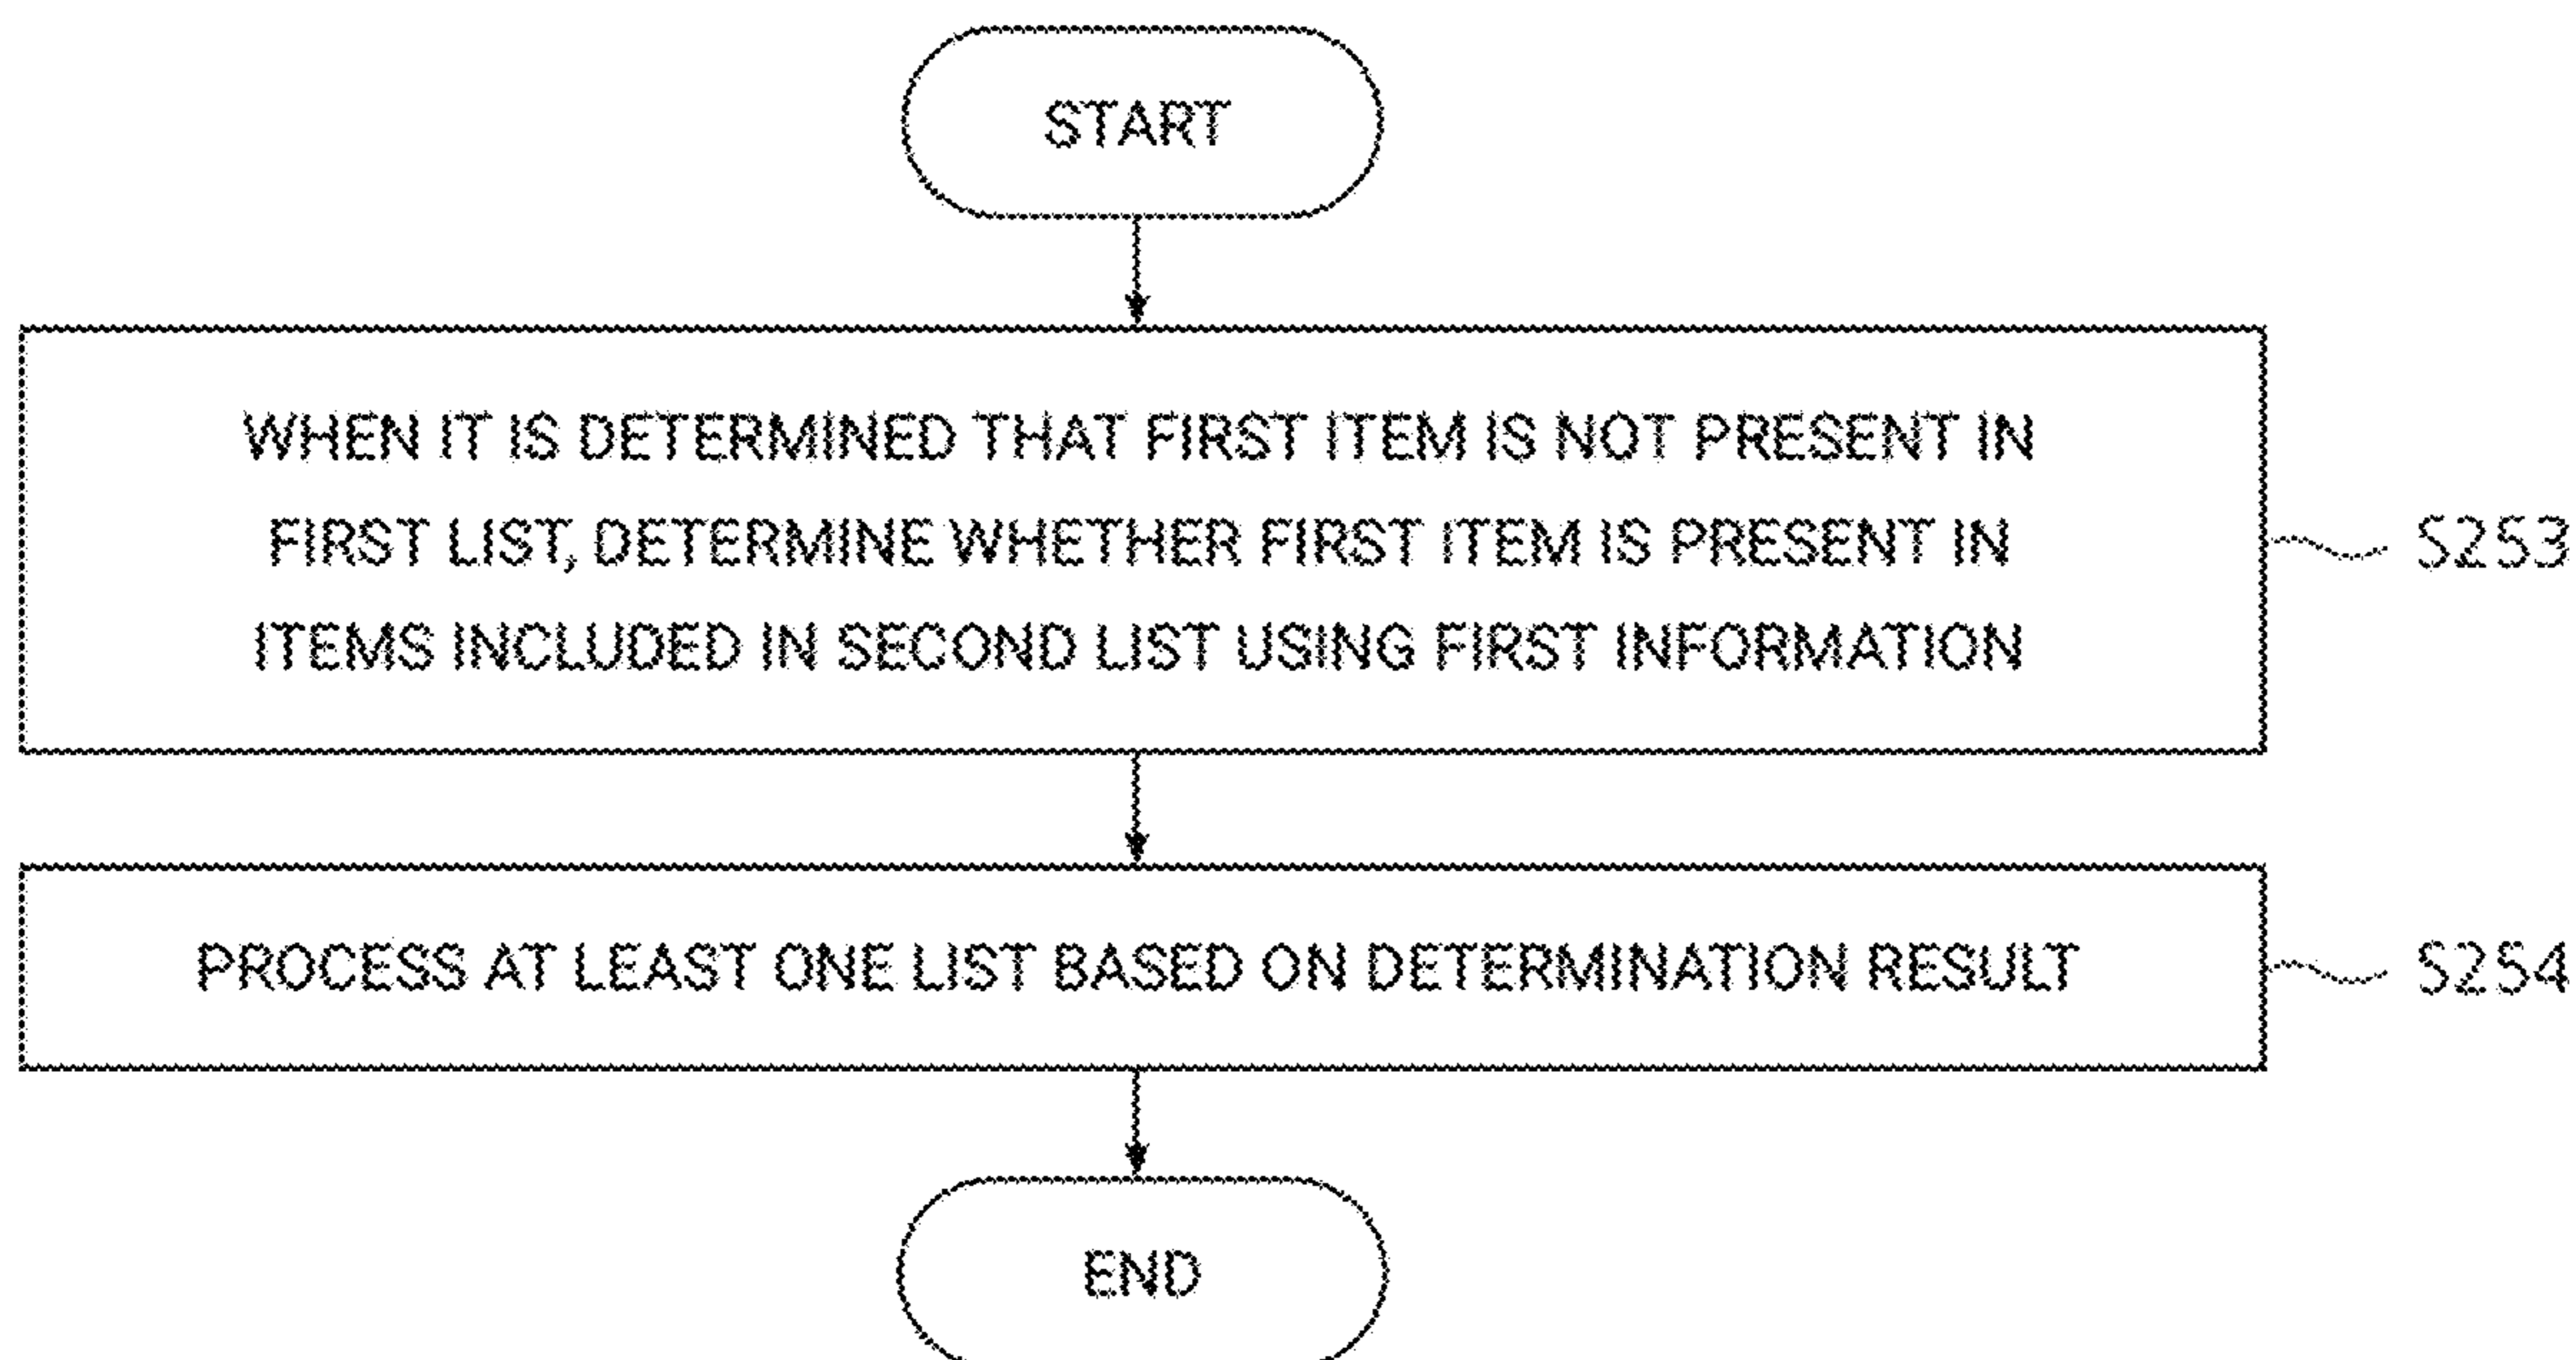 START
WHEN IT IS DETERMINED THAT FIRST ITEM IS NOT PRESENT IN
FIRST LIST, DETERMINE WHETHER FIRST ITEM IS PRESENT IN
ITEMS INCLUDED IN SECOND LIST USING FIRST INFORMATION
S253
PROCESS AT LEAST ONE LIST BASED ON DETERMINATION RESULT
S254
END